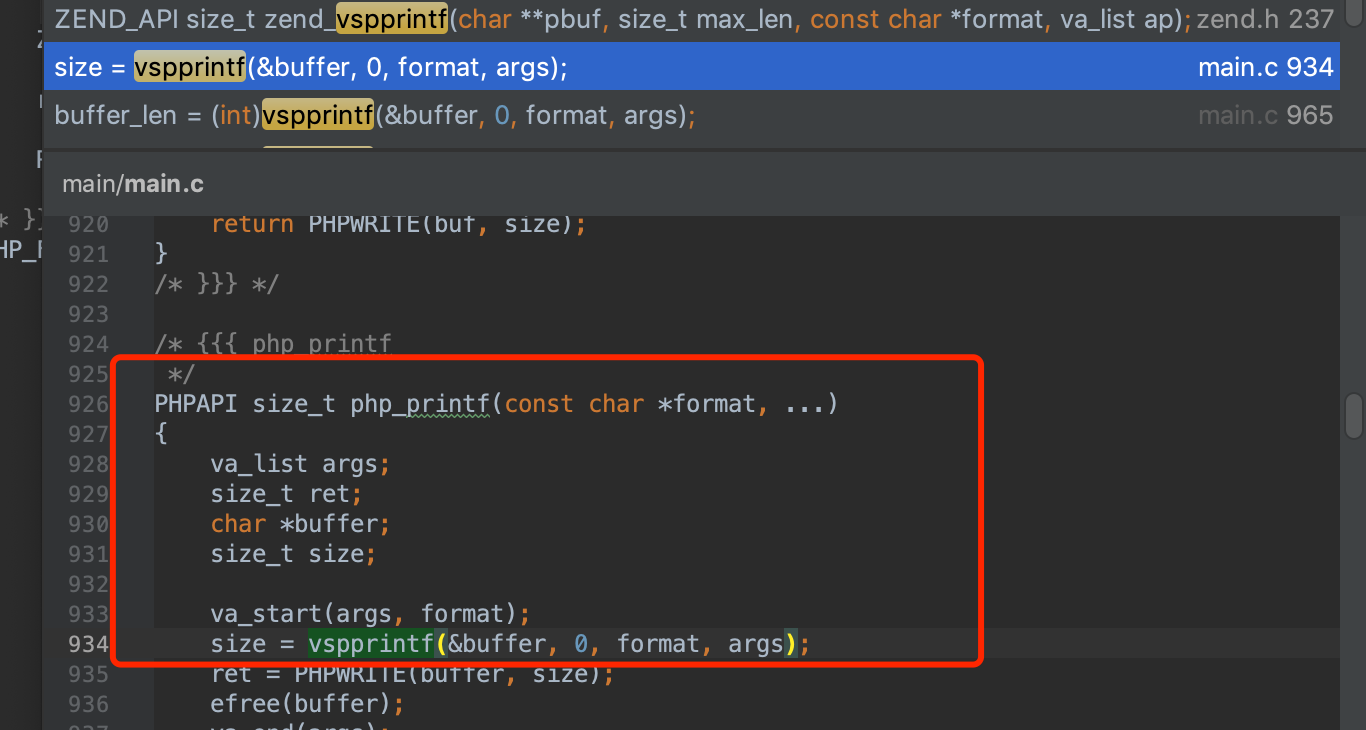 ZEND_API size_t zend_vspprintf(char **pbuf, size_t max_len, const char *format, va_list ap); zend.h 237
size = vspprintf(&buffer, 0, format, args); main.c 934
buffer_len = (int)vspprintf(&buffer, 0, format, args); main.c 965
main/main.c
920 return PHPWRITE(buf, size);
921 }
922 /* }}} */
923
924 /* {{{ php_printf
925 */
926 PHPAPI size_t php_printf(const char *format, ...)
927 {
928 va_list args;
929 size_t ret;
930 char *buffer;
931 size_t size;
932
933 va_start(args, format);
934 size = vspprintf(&buffer, 0, format, args);
935 ret = PHPWRITE(buffer, size);
936 efree(buffer);
937 va_end(args);